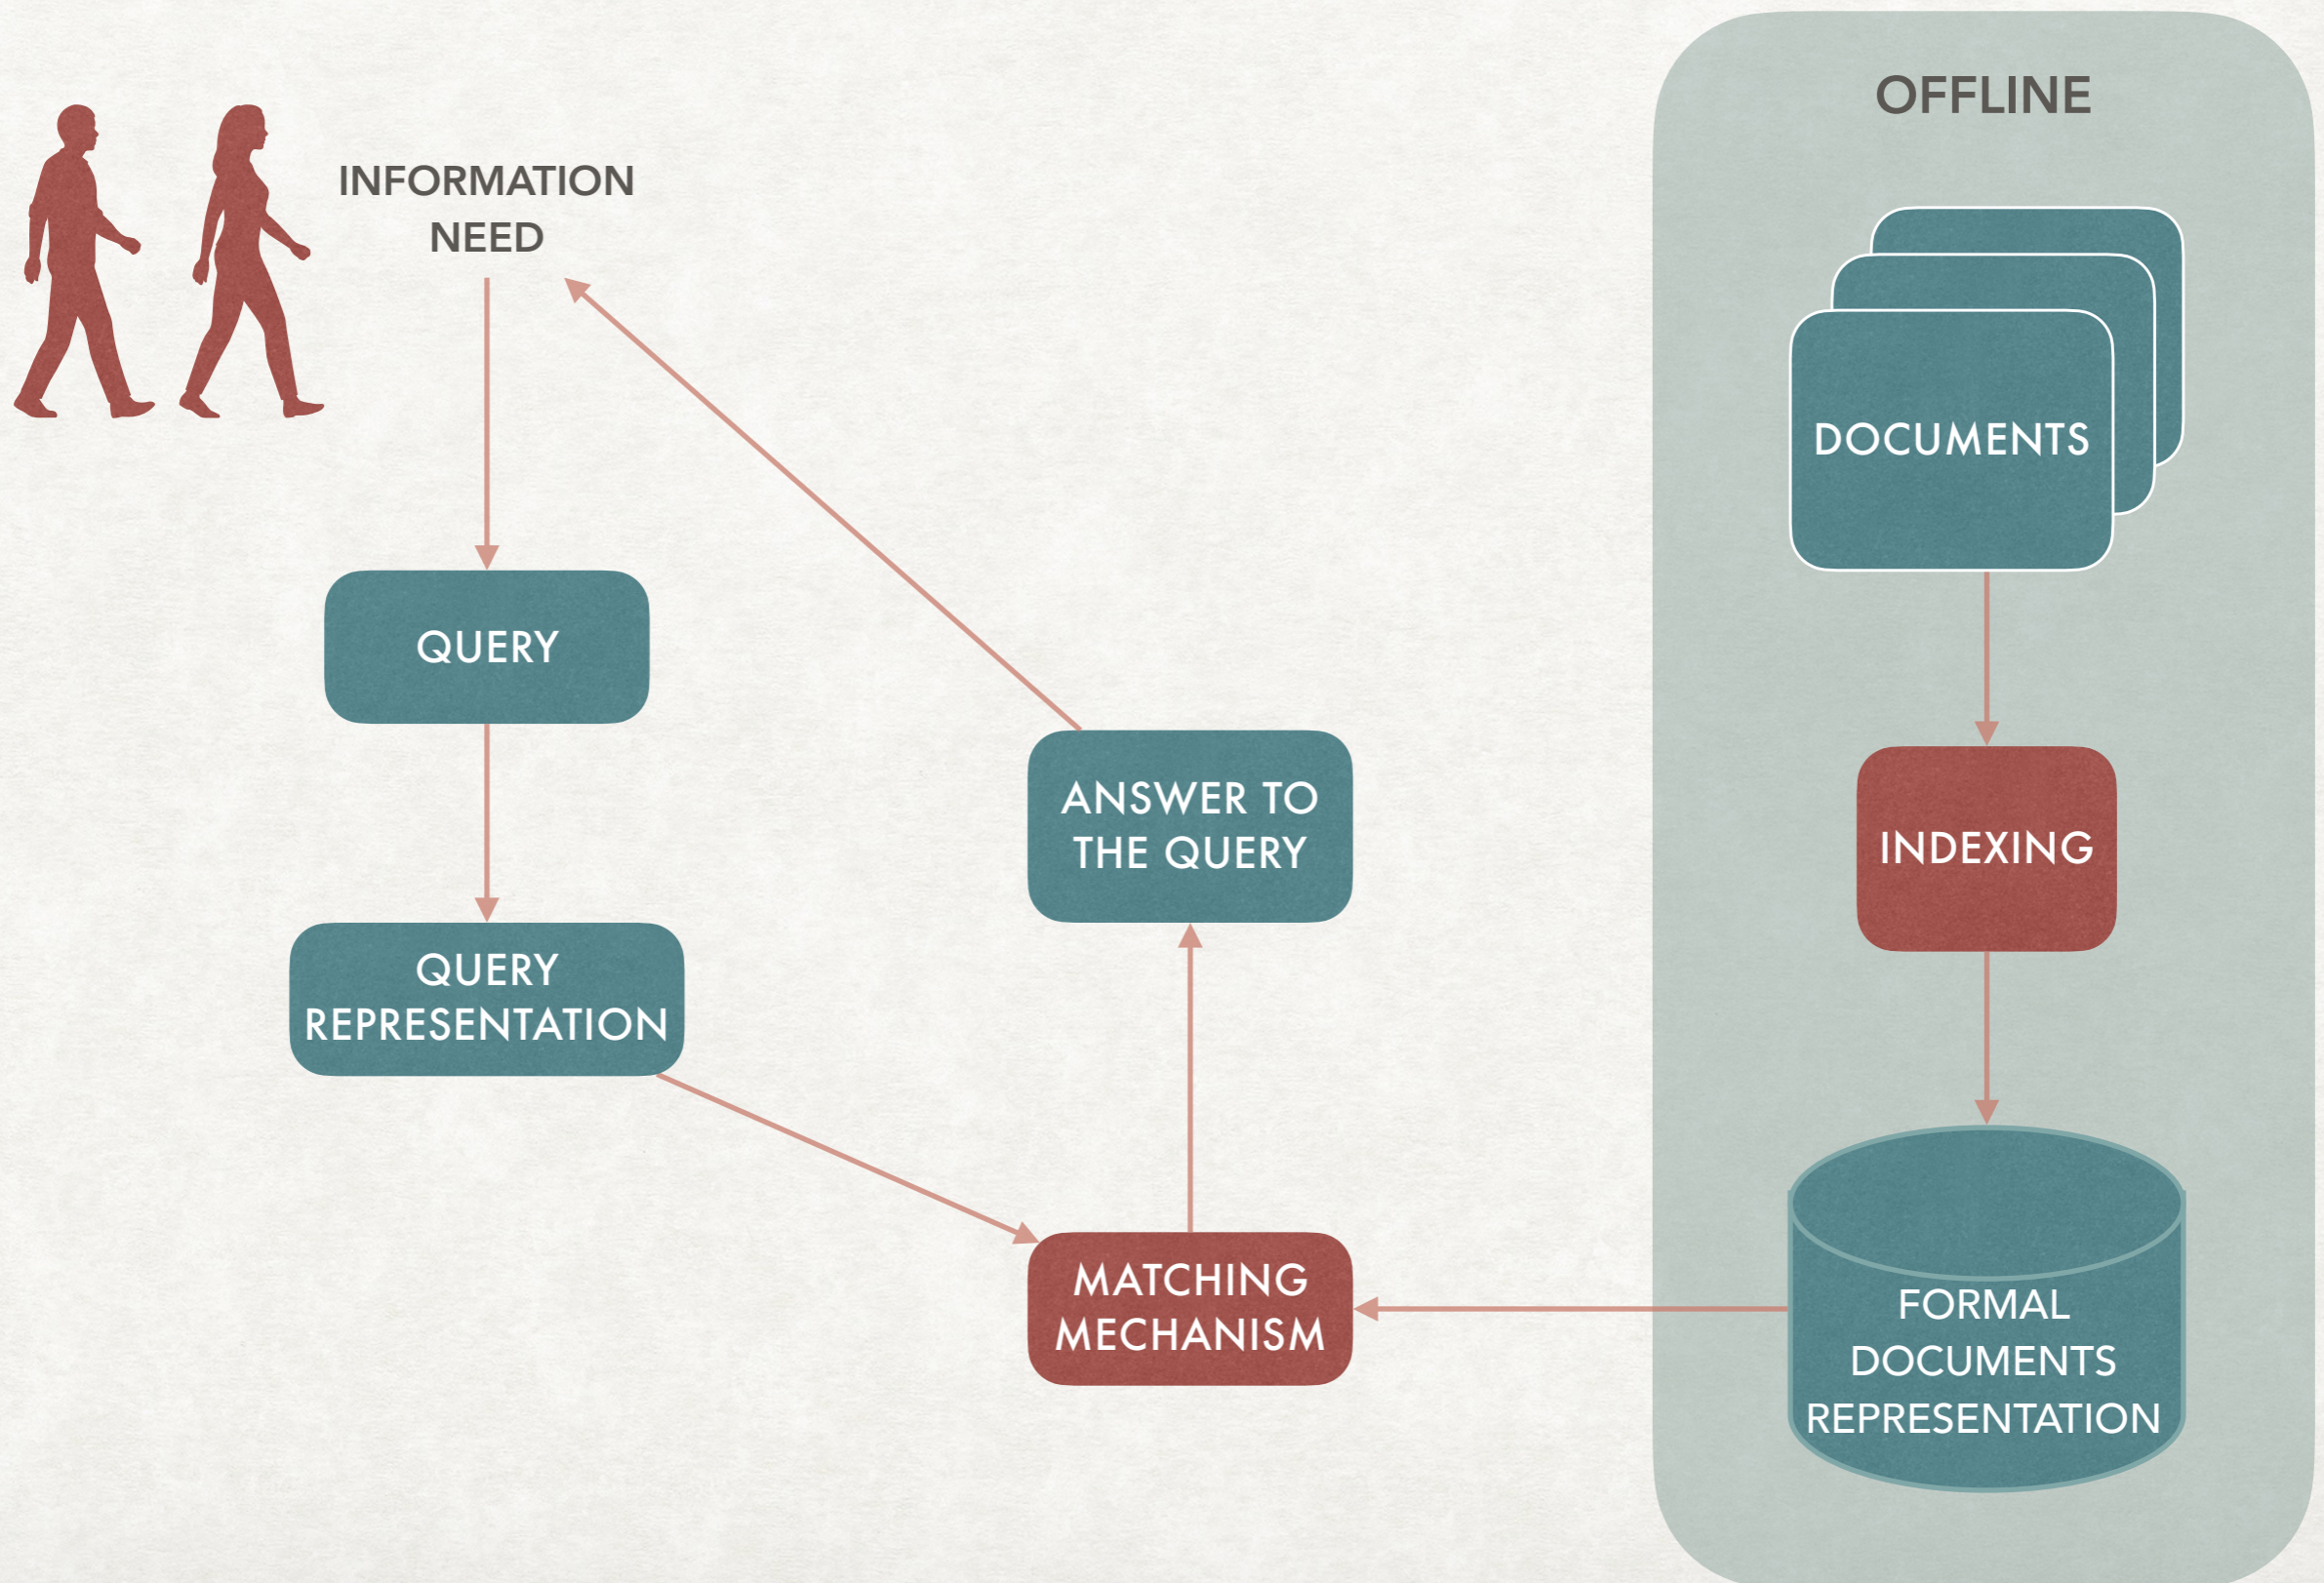 INFORMATION
NEED
QUERY
QUERY
REPRESENTATION
ANSWER TO
THE QUERY
MATCHING
MECHANISM
OFFLINE
DOCUMENTS
INDEXING
FORMAL
DOCUMENTS
REPRESENTATION